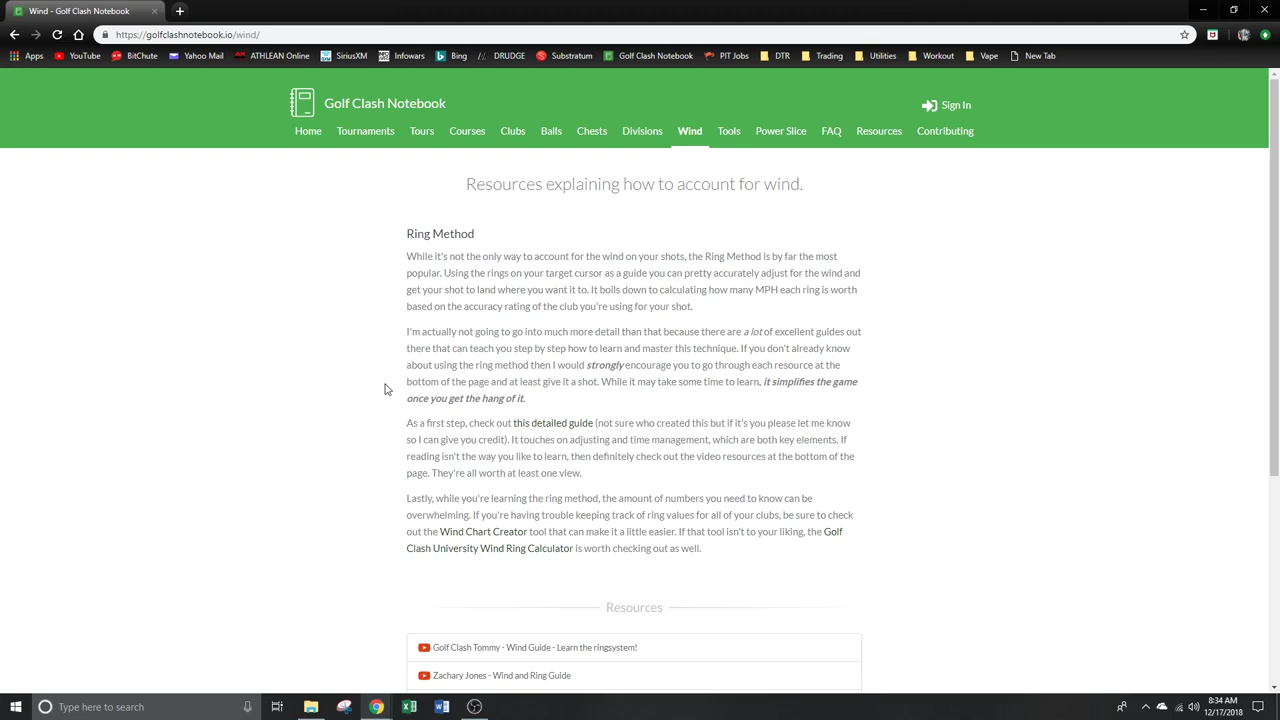 Wind - Golf Clash Notebook
https://golfclashnotebook.io/wind/
Apps YouTube BitChute Yahoo Mail ATHLEAN Online SiriusXM Infowars Bing DRUDGE Substratum Golf Clash Notebook PIT Jobs DTR Trading Utilities Workout Vape New Tab
Golf Clash Notebook
Sign In
Home Tournaments Tours Courses Clubs Balls Chests Divisions Wind Tools Power Slice FAQ Resources Contributing
Resources explaining how to account for wind.
Ring Method
While it's not the only way to account for the wind on your shots, the Ring Method is by far the most
popular. Using the rings on your target cursor as a guide you can pretty accurately adjust for the wind and
get your shot to land where you want it to. It boils down to calculating how many MPH each ring is worth
based on the accuracy rating of the club you're using for your shot.
I'm actually not going to go into much more detail than that because there are a lot of excellent guides out
there that can teach you step by step how to learn and master this technique. If you don't already know
about using the ring method then I would strongly encourage you to go through each resource at the
bottom of the page and at least give it a shot. While it may take some time to learn, it simplifies the game
once you get the hang of it.
As a first step, check out this detailed guide (not sure who created this but if it's you please let me know
so I can give you credit). It touches on adjusting and time management, which are both key elements. If
reading isn't the way you like to learn, then definitely check out the video resources at the bottom of the
page. They're all worth at least one view.
Lastly, while you're learning the ring method, the amount of numbers you need to know can be
overwhelming. If you're having trouble keeping track of ring values for all of your clubs, be sure to check
out the Wind Chart Creator tool that can make it a little easier. If that tool isn't to your liking, the Golf
Clash University Wind Ring Calculator is worth checking out as well.
Resources
Golf Clash Tommy - Wind Guide - Learn the ringsystem!
Zachary Jones - Wind and Ring Guide
Type here to search
8:34 AM
12/17/2018